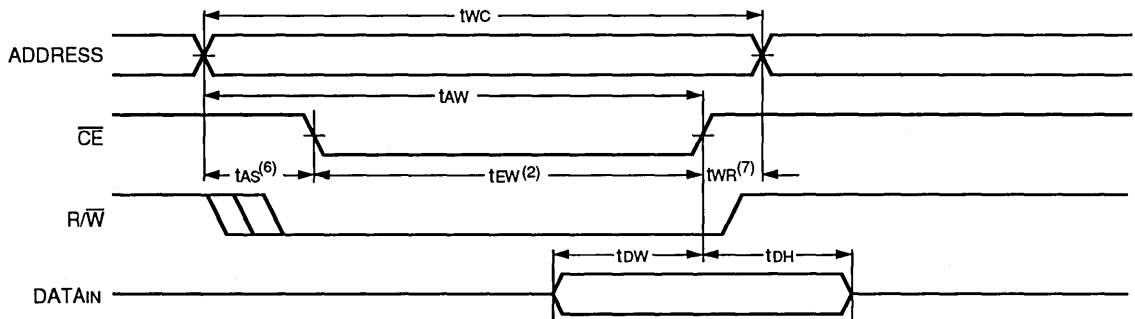 tWC
ADDRESS
tAW
CE
tAS(6) tEW(2) tWR(7)
R/W
tDW tDH
DATAIN